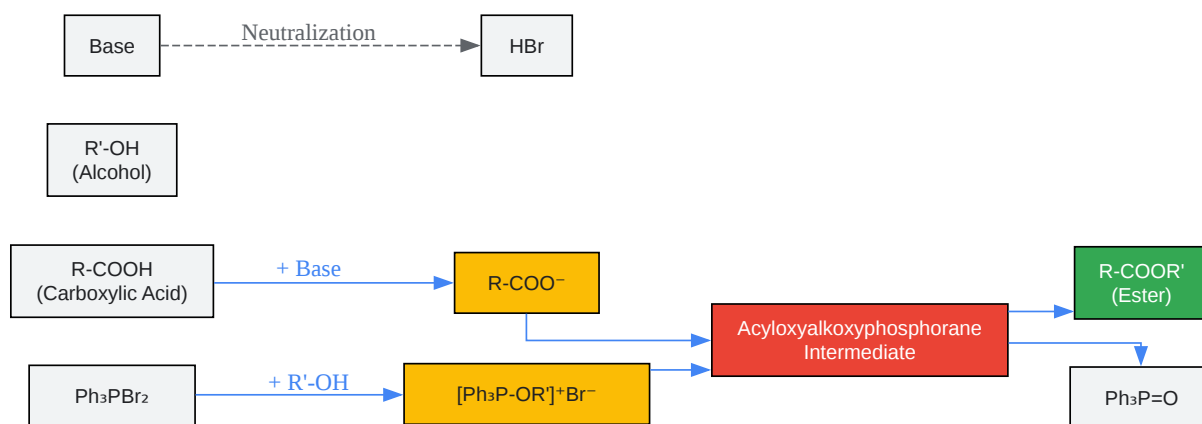 Base
Neutralization
HBr
R'-OH
(Alcohol)
R-COOH
(Carboxylic Acid)
+ Base
R-COO⁻
Acyloxyalkoxyphosphorane
Intermediate
R-COOR'
(Ester)
Ph₃PBr₂
+ R'-OH
[Ph₃P-OR']⁺Br⁻
Ph₃P=O